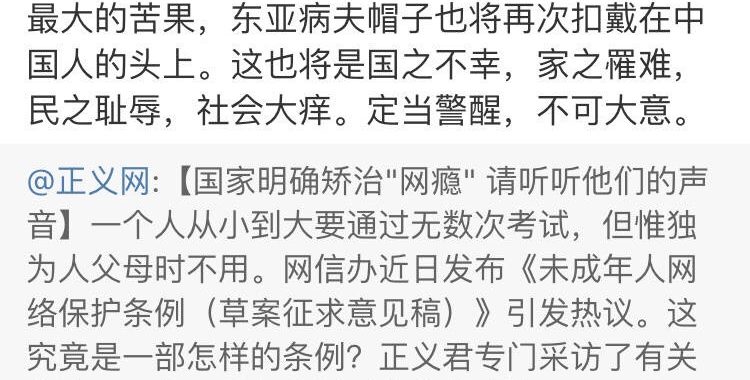 最大的苦果，东亚病夫帽子也将再次扣戴在中
国人的头上。这也将是国之不幸，家之罹难，
民之耻辱，社会大痒。定当警醒，不可大意。
@正义网:【国家明确矫治"网瘾" 请听听他们的声
音】一个人从小到大要通过无数次考试，但惟独
为人父母时不用。网信办近日发布《未成年人网
络保护条例（草案征求意见稿）》引发热议。这
究竟是一部怎样的条例？正义君专门采访了有关